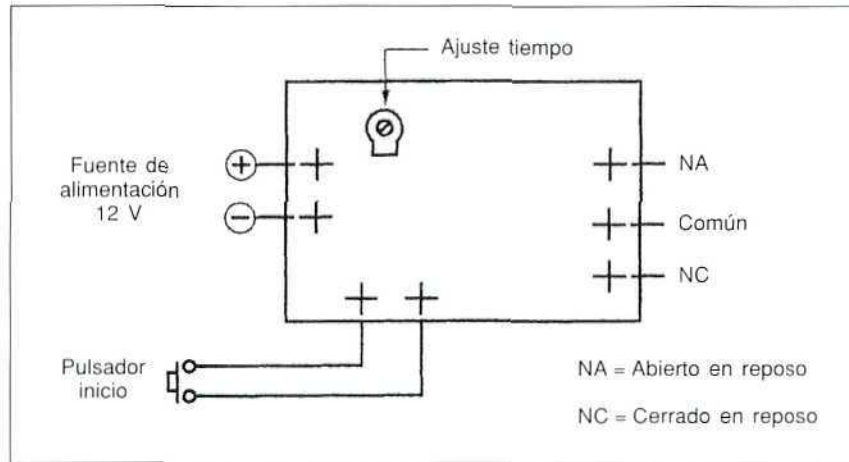 Ajuste tiempo
Fuente de
alimentación
12 V
+
−
NA
Común
NC
Pulsador
inicio
NA = Abierto en reposo
NC = Cerrado en reposo